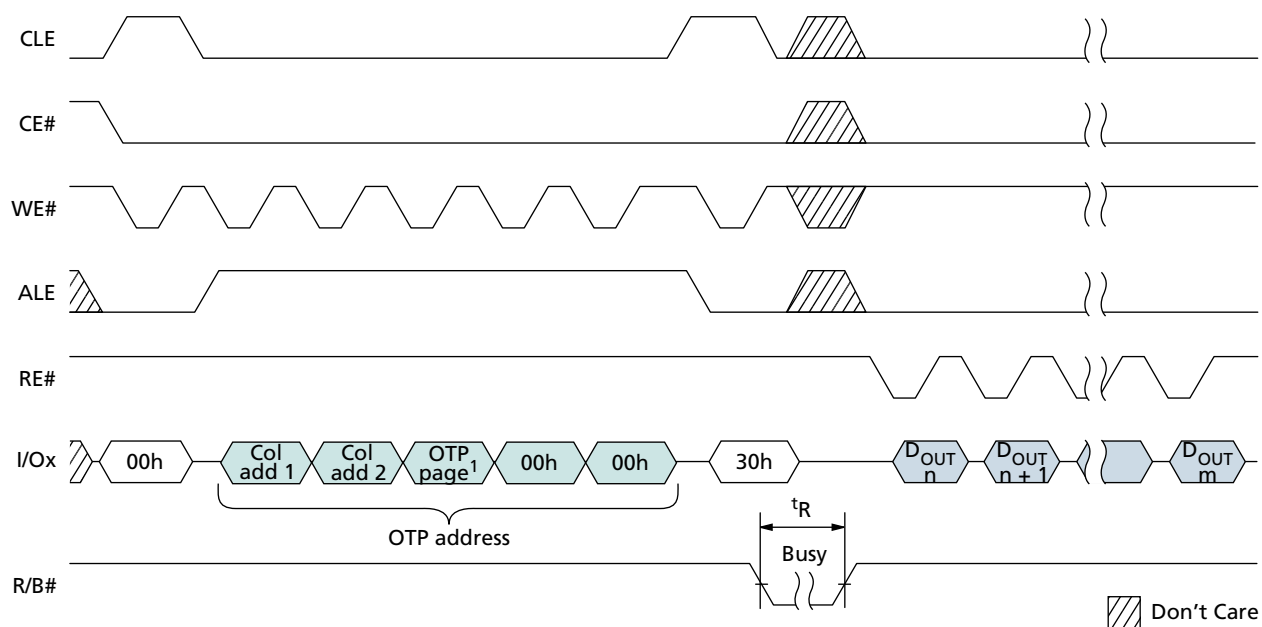 CLE
CE#
WE#
ALE
RE#
I/Ox
00h
Col
add 1
Col
add 2
OTP
page1
00h
00h
30h
DOUT
n
DOUT
n + 1
DOUT
m
OTP address
tR
Busy
R/B#
Don't Care